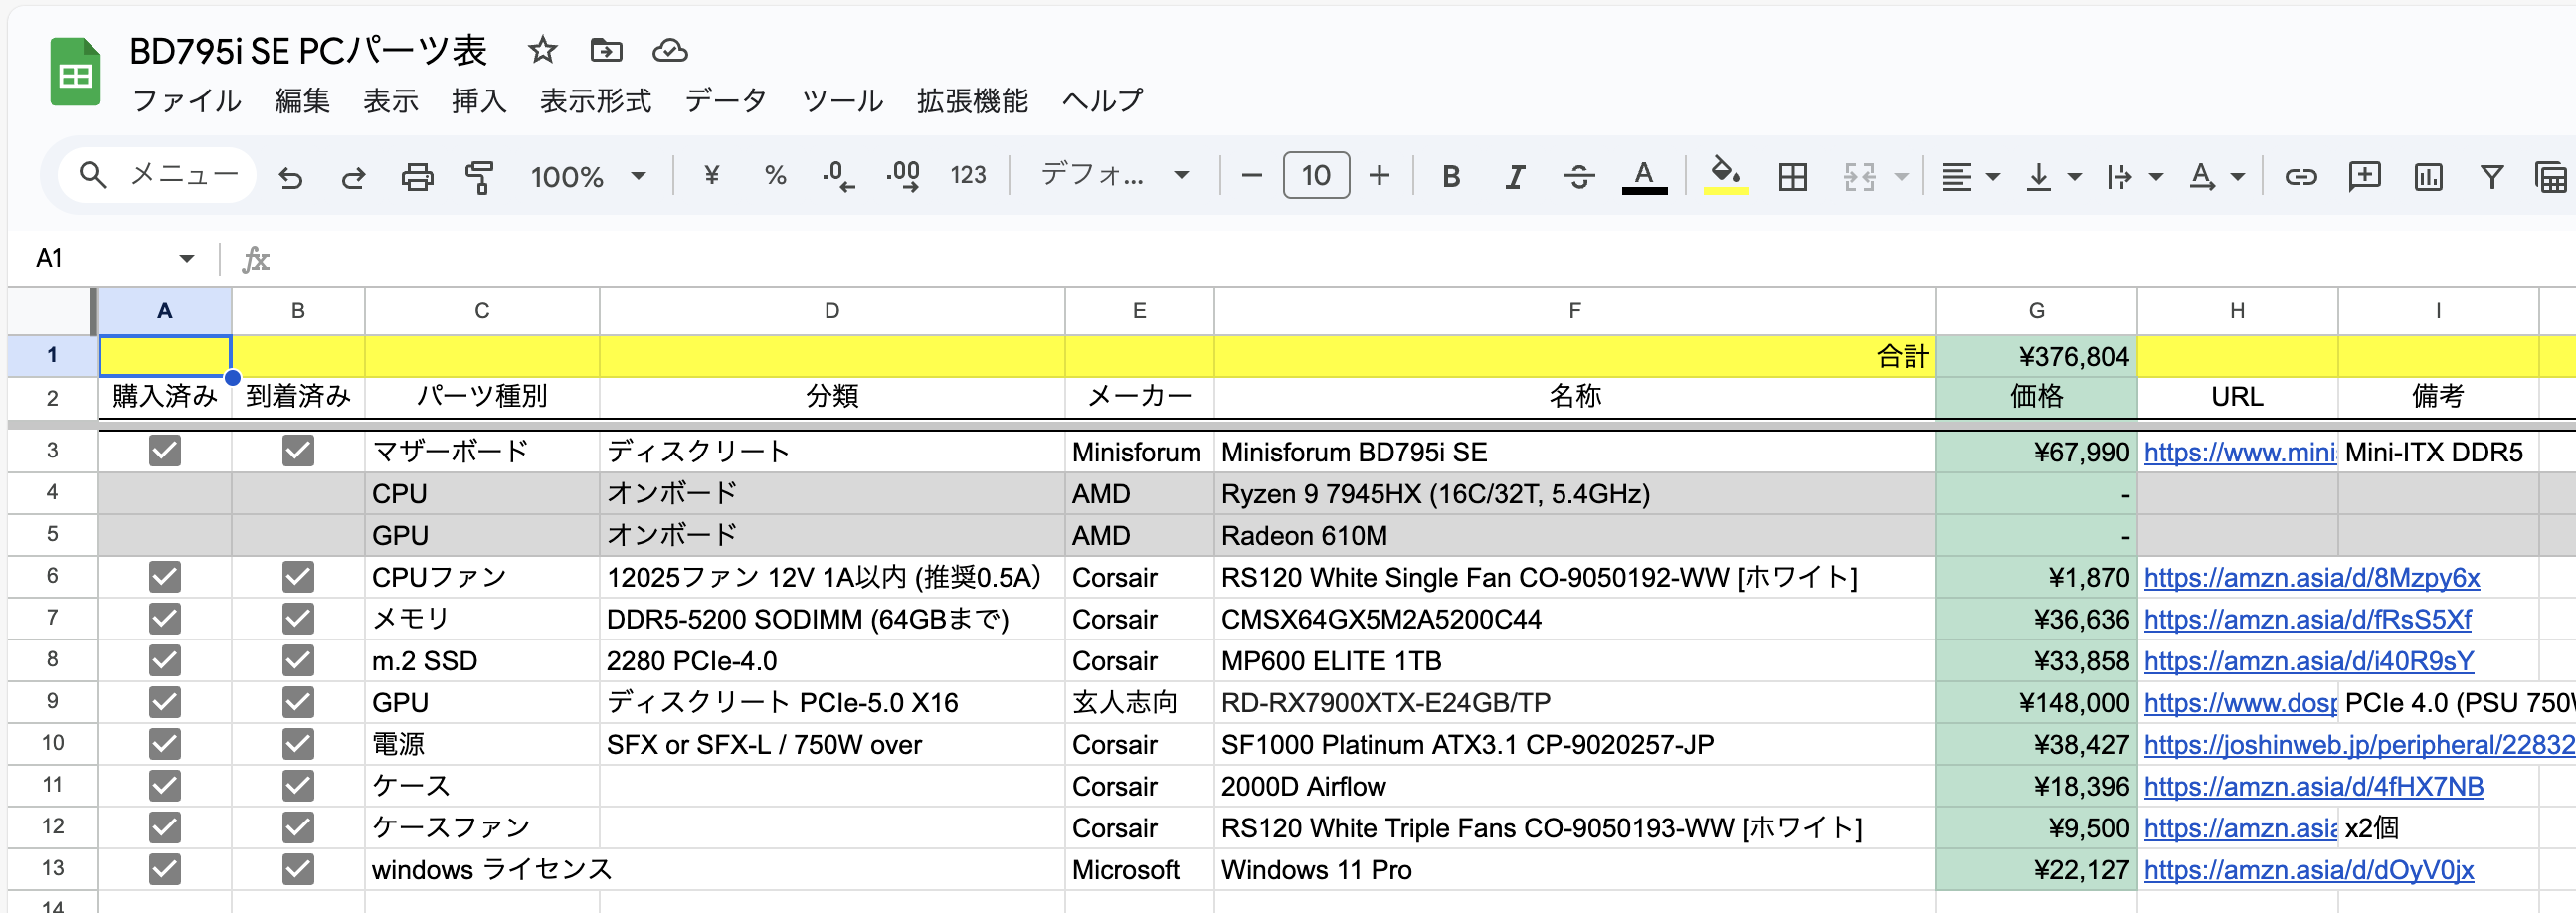 BD795i SE PCパーツ表
ファイル 編集 表示 挿入 表示形式 データ ツール 拡張機能 ヘルプ
メニュー 100% ¥ % .0 .00 123 デフォ... 10 B I S A A
A1 fx
A B C D E F G H I
1 合計 ¥376,804
2 購入済み 到着済み パーツ種別 分類 メーカー 名称 価格 URL 備考
3 マザーボード ディスクリート Minisforum Minisforum BD795i SE ¥67,990 https://www.mini Mini-ITX DDR5
4 CPU オンボード AMD Ryzen 9 7945HX (16C/32T, 5.4GHz) -
5 GPU オンボード AMD Radeon 610M -
6 CPUファン 12025ファン 12V 1A以内 (推奨0.5A） Corsair RS120 White Single Fan CO-9050192-WW [ホワイト] ¥1,870 https://amzn.asia/d/8Mzpy6x
7 メモリ DDR5-5200 SODIMM (64GBまで) Corsair CMSX64GX5M2A5200C44 ¥36,636 https://amzn.asia/d/fRsS5Xf
8 m.2 SSD 2280 PCIe-4.0 Corsair MP600 ELITE 1TB ¥33,858 https://amzn.asia/d/i40R9sY
9 GPU ディスクリート PCIe-5.0 X16 玄人志向 RD-RX7900XTX-E24GB/TP ¥148,000 https://www.dosp PCIe 4.0 (PSU 750W
10 電源 SFX or SFX-L / 750W over Corsair SF1000 Platinum ATX3.1 CP-9020257-JP ¥38,427 https://joshinweb.jp/peripheral/22832
11 ケース Corsair 2000D Airflow ¥18,396 https://amzn.asia/d/4fHX7NB
12 ケースファン Corsair RS120 White Triple Fans CO-9050193-WW [ホワイト] ¥9,500 https://amzn.asia x2個
13 windows ライセンス Microsoft Windows 11 Pro ¥22,127 https://amzn.asia/d/dOyV0jx
14